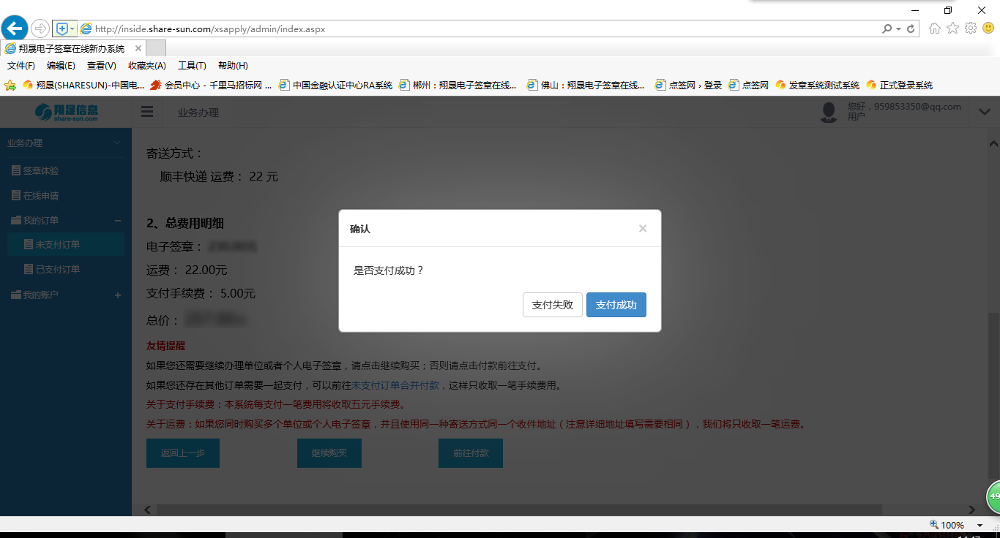 http://inside.share-sun.com/xsapply/admin/index.aspx
翔晟电子签章在线新办系统
文件(F) 编辑(E) 查看(V) 收藏夹(A) 工具(T) 帮助(H)
翔晟(SHARESUN)-中国电... 会员中心 - 千里马招标网 ... 中国金融认证中心RA系统 郴州：翔晟电子签章在线... 佛山：翔晟电子签章在线... 点签网 › 登录 点签网 发章系统测试系统 正式登录系统
翔晟信息
share-sun.com
业务办理
您好，959853350@qq.com
用户
业务办理
签章体验
在线申请
我的订单
未支付订单
已支付订单
我的账户
寄送方式：
顺丰快递 运费： 22 元
2、总费用明细
电子签章：
运费： 22.00元
支付手续费： 5.00元
总价：
友情提醒
如果您还需要继续办理单位或者个人电子签章，请点击继续购买；否则请点击付款前往支付。
如果您还存在其他订单需要一起支付，可以前往未支付订单合并付款，这样只收取一笔手续费用。
关于支付手续费：本系统每支付一笔费用将收取五元手续费。
关于运费：如果您同时购买多个单位或个人电子签章，并且使用同一种寄送方式同一个收件地址（注意详细地址填写需要相同），我们将只收取一笔运费。
返回上一步 继续购买 前往付款
确认
×
是否支付成功？
支付失败 支付成功
49
100%